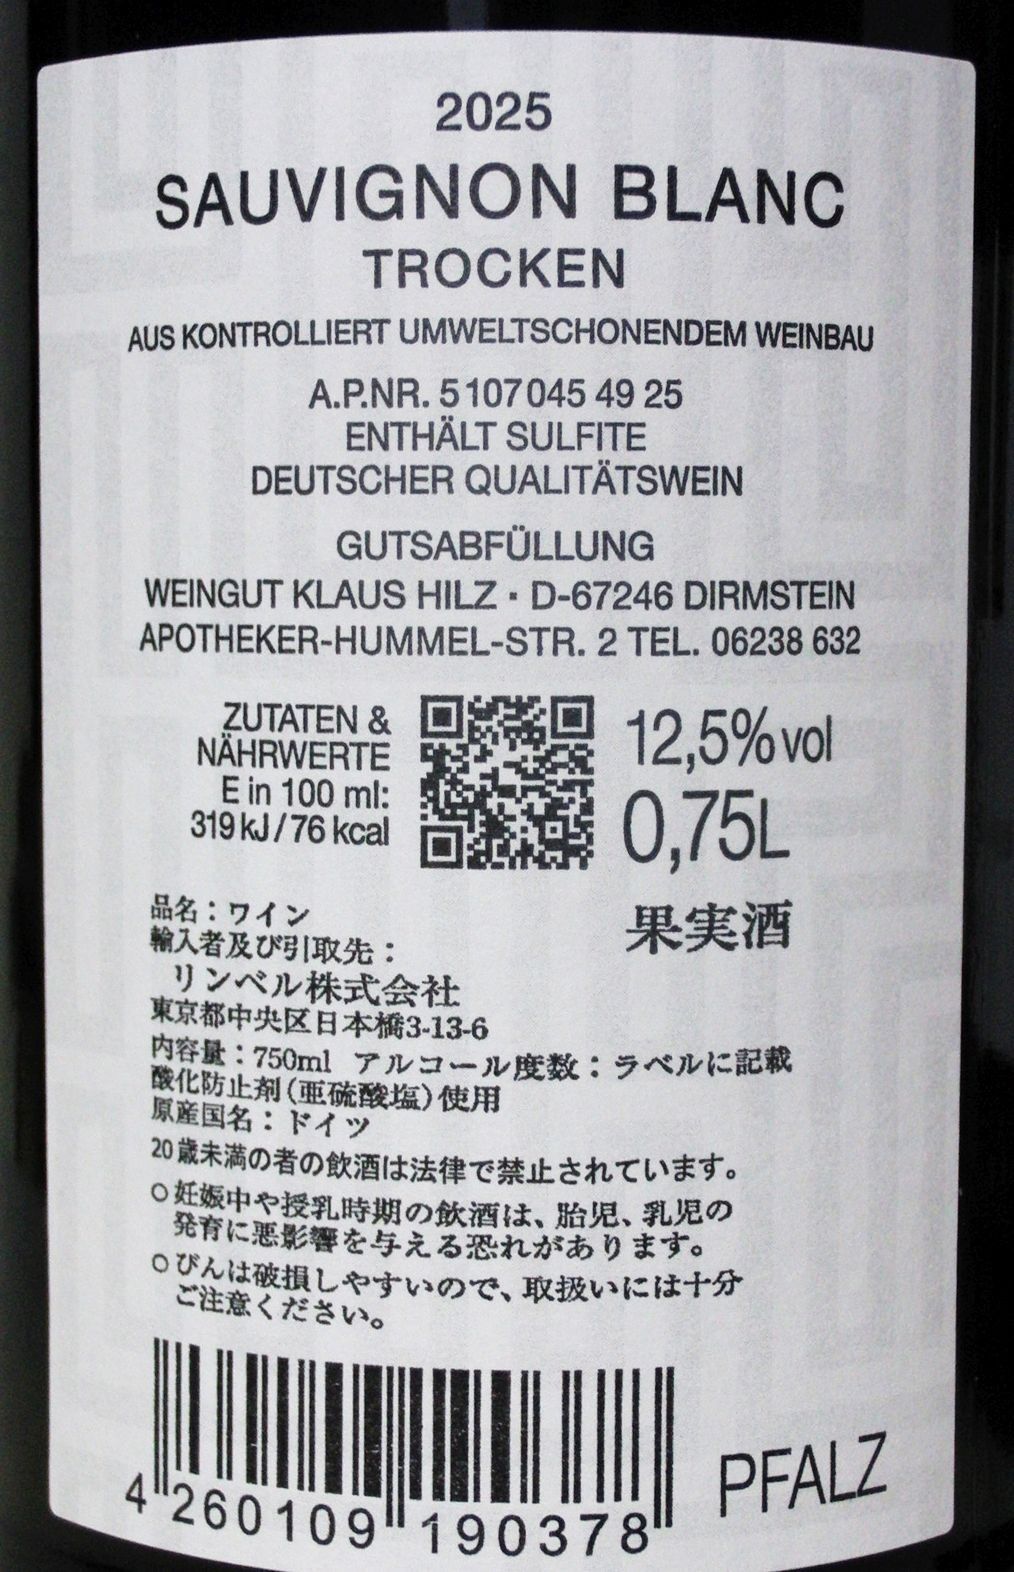 2025
SAUVIGNON BLANC
TROCKEN
AUS KONTROLLIERT UMWELTSCHONENDEM WEINBAU
A.P.NR. 5 107 045 49 25
ENTHÄLT SULFITE
DEUTSCHER QUALITÄTSWEIN
GUTSABFÜLLUNG
WEINGUT KLAUS HILZ · D-67246 DIRMSTEIN
APOTHEKER-HUMMEL-STR. 2 TEL. 06238 632
ZUTATEN &
NÄHRWERTE
E in 100 ml:
319 kJ / 76 kcal
12,5% vol
0,75L
果実酒
品名：ワイン
輸入者及び引取先：
リンベル株式会社
東京都中央区日本橋3-13-6
内容量：750ml アルコール度数：ラベルに記載
酸化防止剤(亜硫酸塩)使用
原産国名：ドイツ
20歳未満の者の飲酒は法律で禁止されています。
○妊娠中や授乳時期の飲酒は、胎児、乳児の
発育に悪影響を与える恐れがあります。
○びんは破損しやすいので、取扱いには十分
ご注意ください。
4 260109 190378
PFALZ